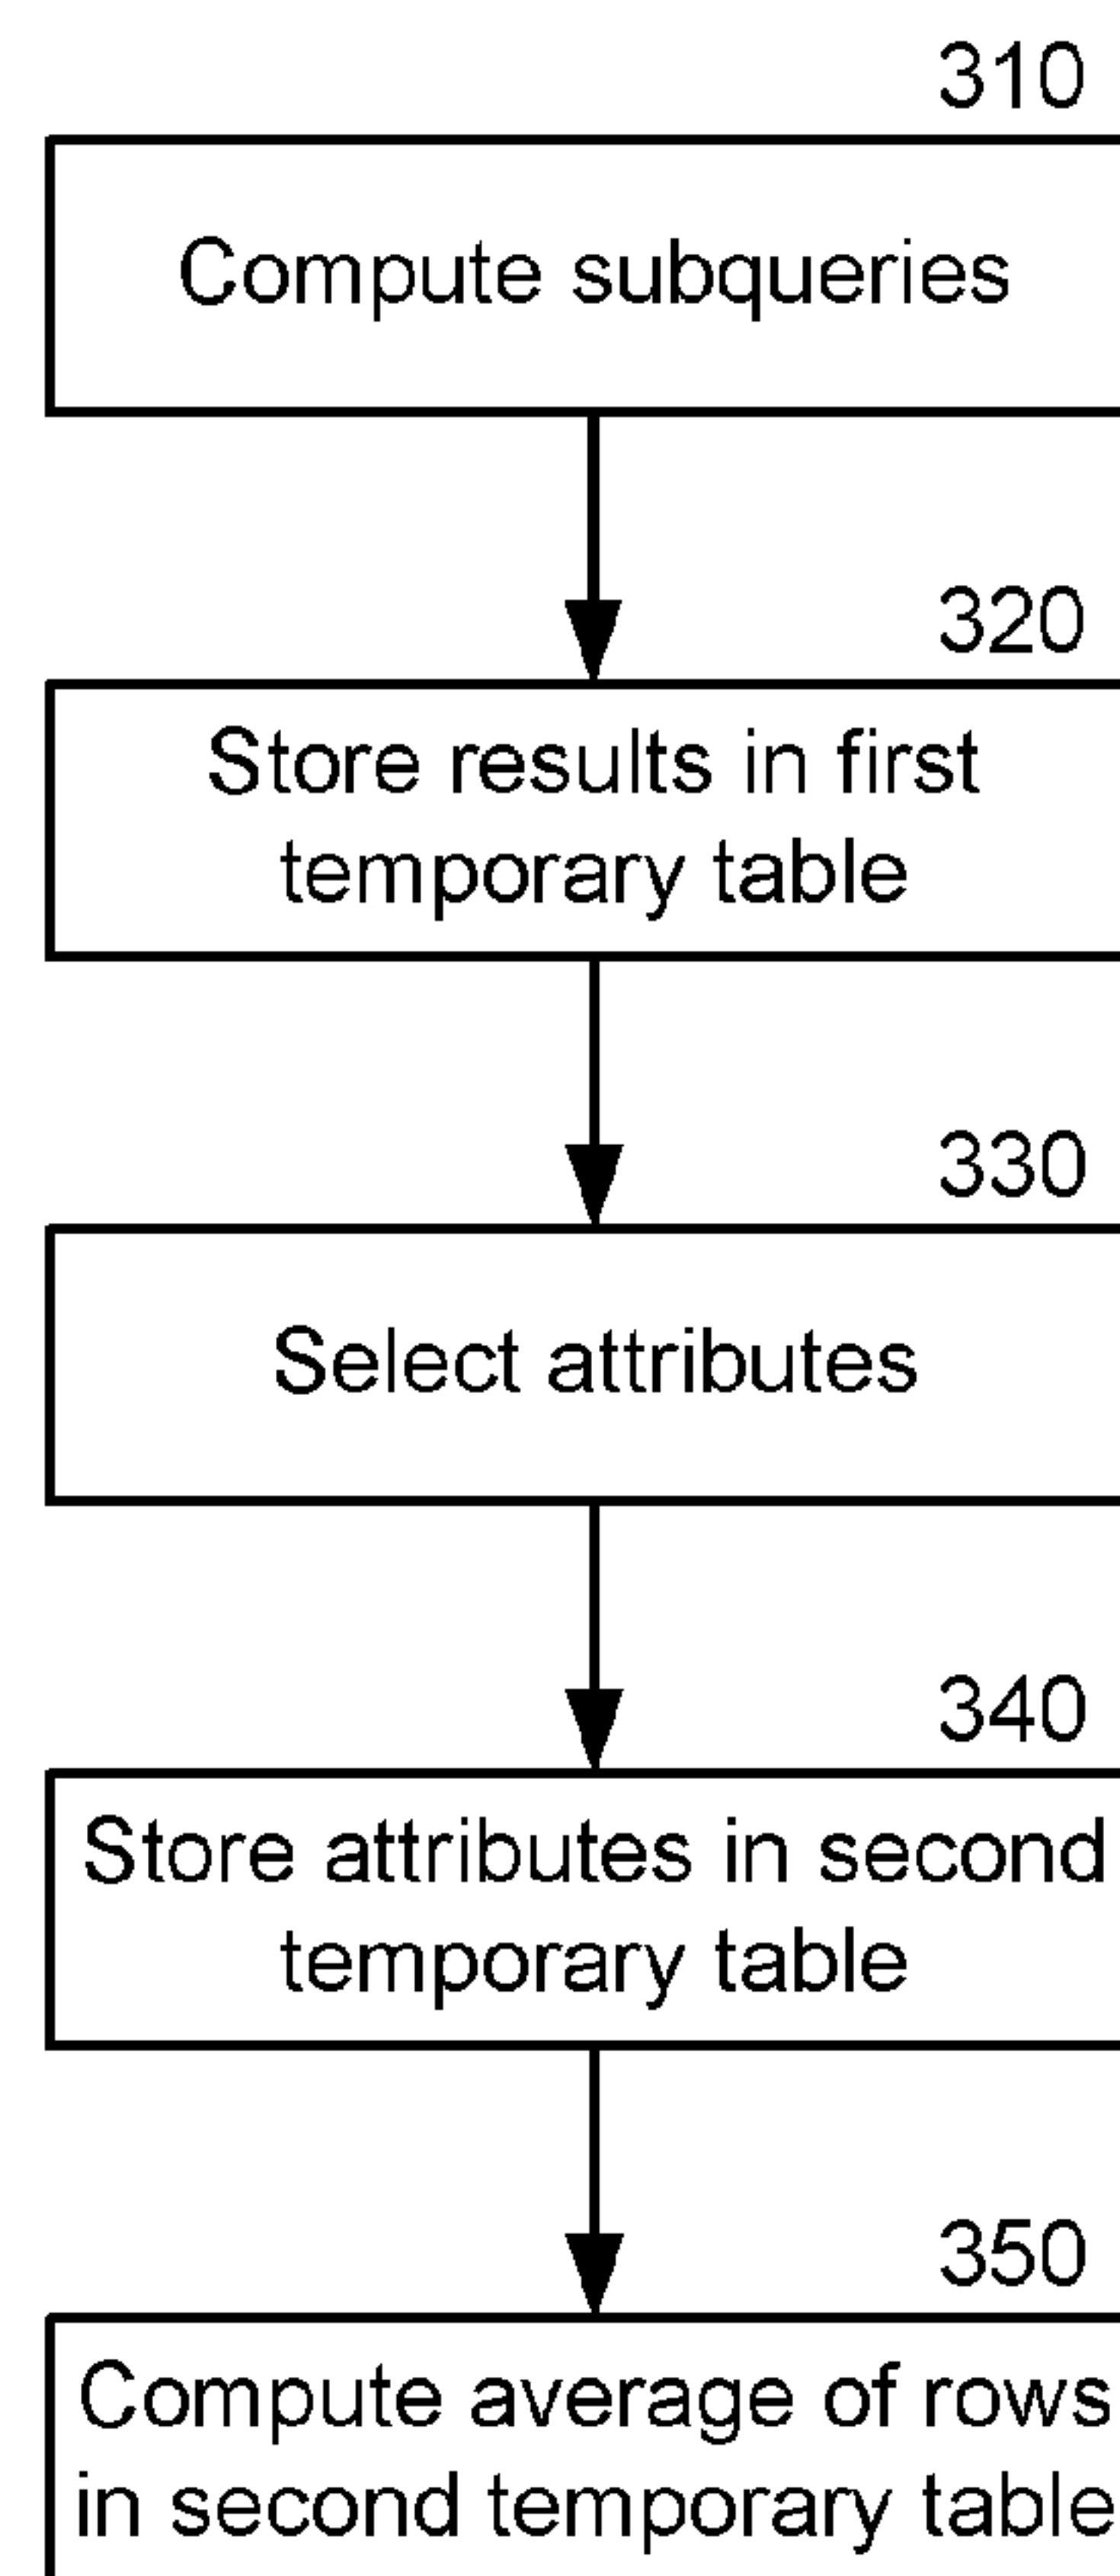 310
Compute subqueries
320
Store results in first
temporary table
330
Select attributes
340
Store attributes in second
temporary table
350
Compute average of rows
in second temporary table